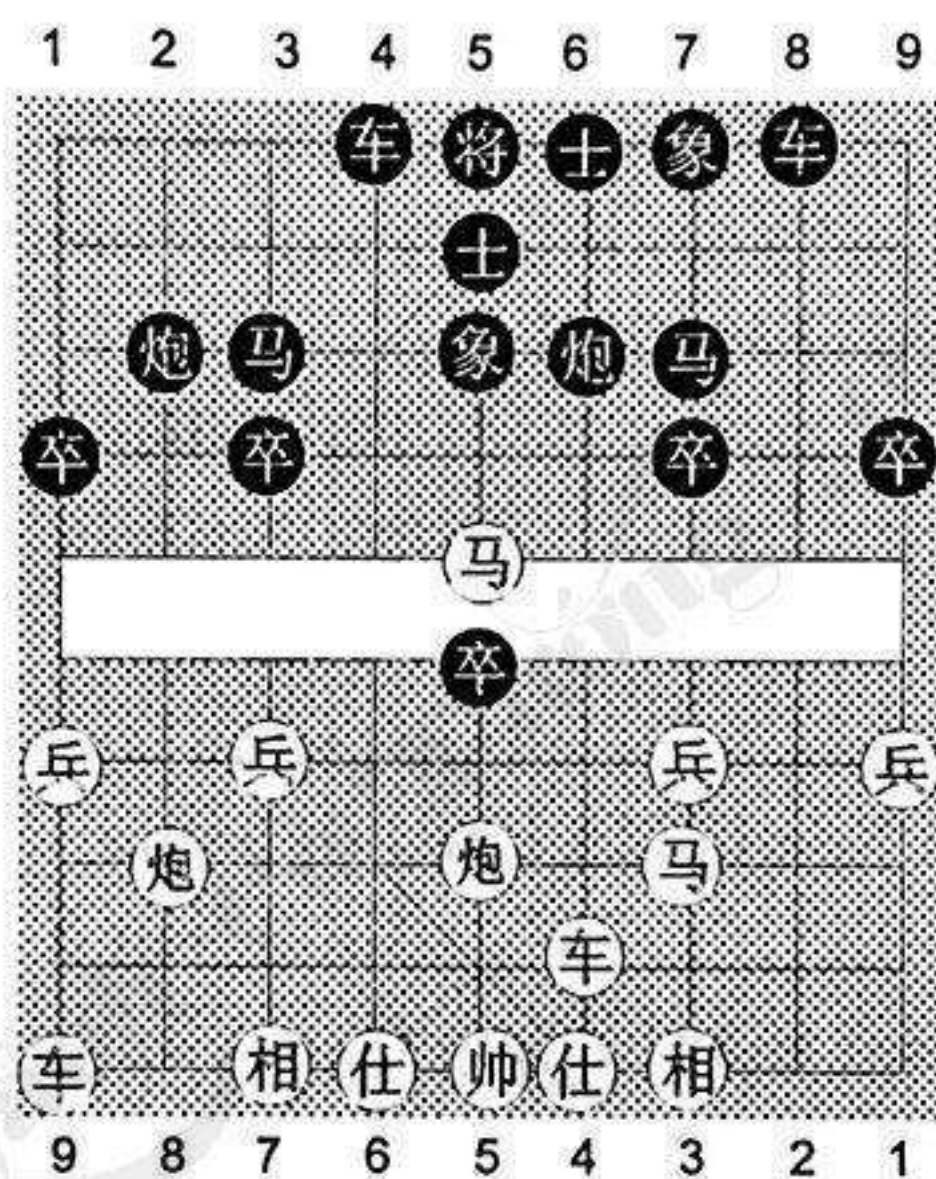 1 2 3 4 5 6 7 8 9
车 将 士 象 车
士
炮 马 象 炮 马
卒 卒 卒 卒
马
卒
兵 兵 兵 兵
炮 炮 马
车
车 相 仕 帅 仕 相
9 8 7 6 5 4 3 2 1